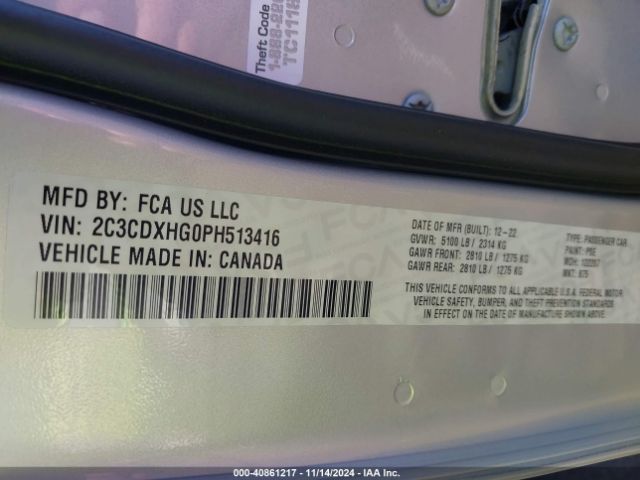 Theft Code
MFD BY: FCA US LLC
VIN: 2C3CDXHG0PH513416
VEHICLE MADE IN: CANADA
DATE OF MFR (BUILT): 12-22
GVWR: 5100 LB / 2314 KG
GAWR FRONT: 2810 LB / 1275 KG
GAWR REAR: 2810 LB / 1275 KG
TYPE: PASSENGER CAR
PAINT: PSE
MDH:
MKT:
THIS VEHICLE CONFORMS TO ALL APPLICABLE U.S.A. FEDERAL MOTOR
VEHICLE SAFETY, BUMPER, AND THEFT PREVENTION STANDARDS
IN EFFECT ON THE DATE OF MANUFACTURE SHOWN ABOVE.
000-40861217 - 11/14/2024 - IAA Inc.